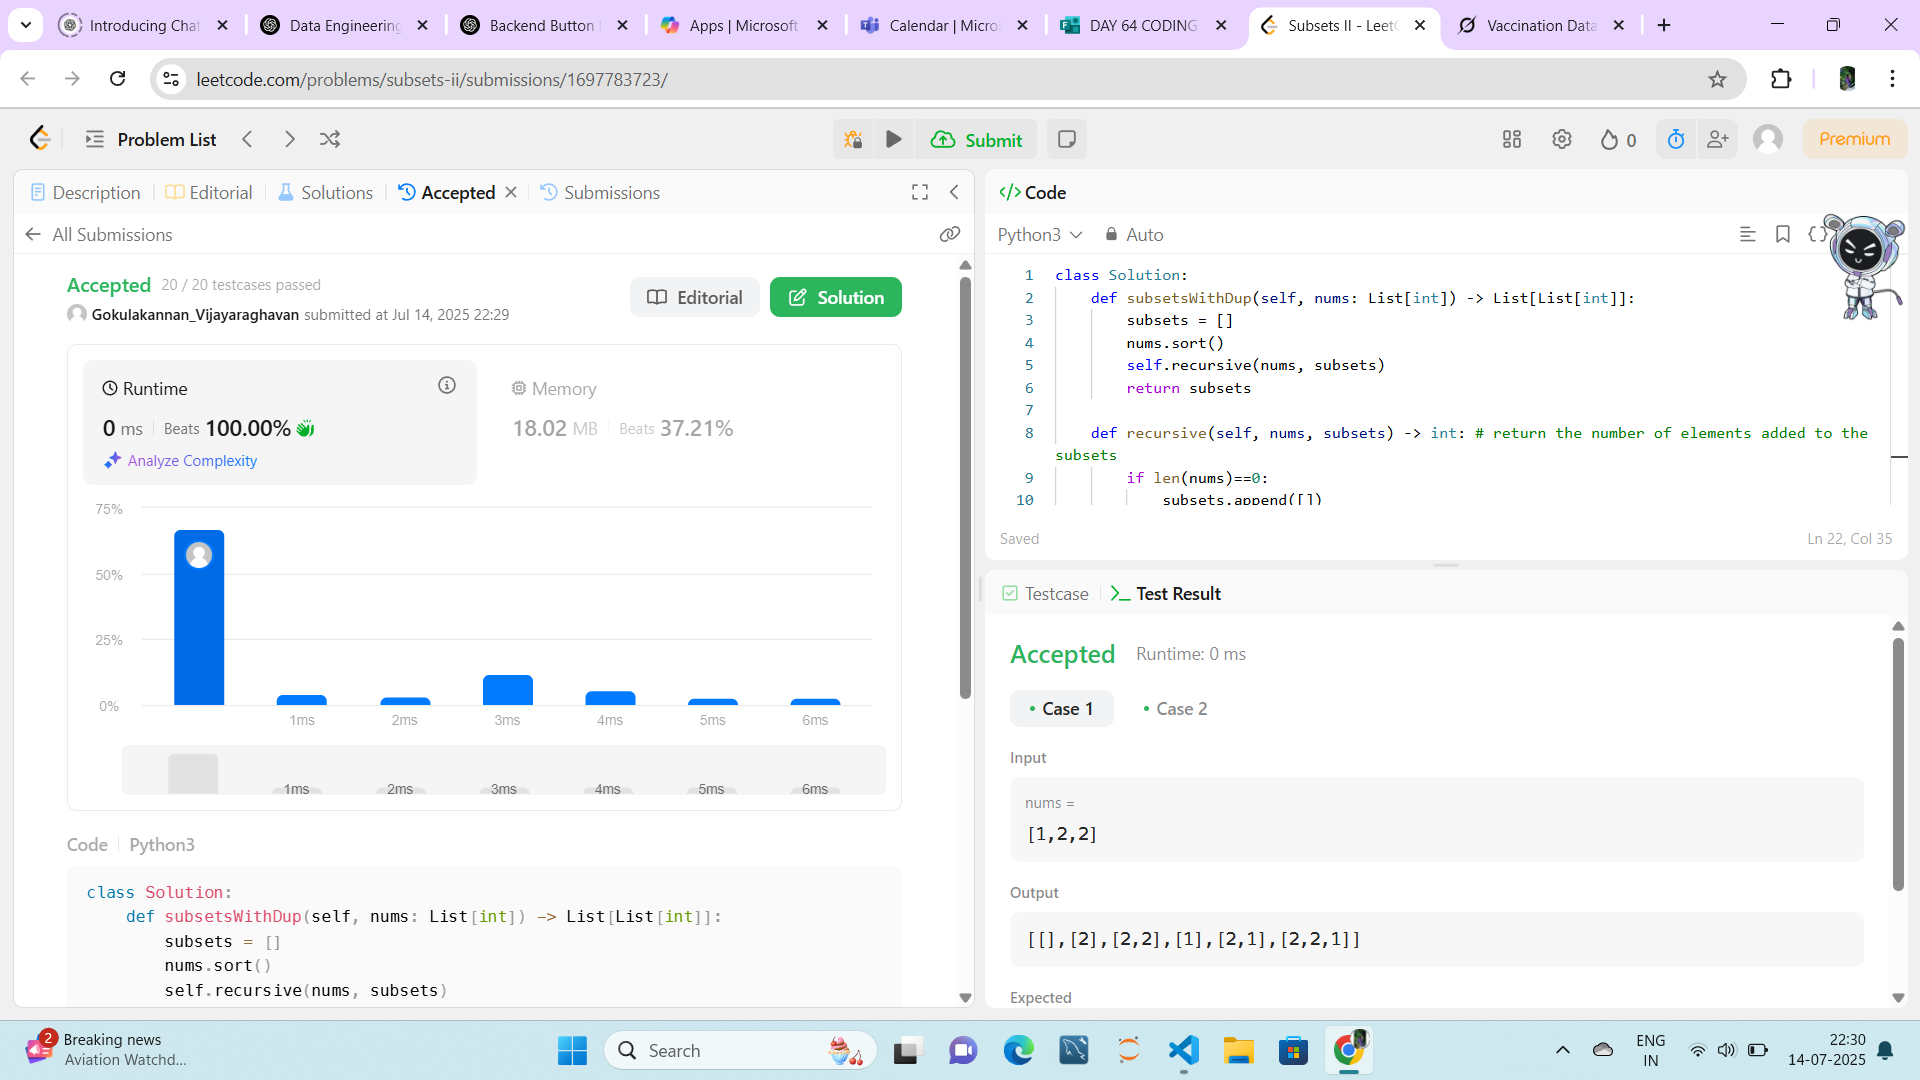 Introducing Chat
Data Engineering
Backend Button
Apps | Microsoft
Calendar | Micros
DAY 64 CODING
Subsets II - LeetC
Vaccination Data
leetcode.com/problems/subsets-ii/submissions/1697783723/
Problem List
Submit
0
Premium
Description
Editorial
Solutions
Accepted
Submissions
All Submissions
Accepted 20 / 20 testcases passed
Gokulakannan_Vijayaraghavan submitted at Jul 14, 2025 22:29
Editorial
Solution
Runtime
0 ms Beats 100.00%
Analyze Complexity
Memory
18.02 MB Beats 37.21%
75%
50%
25%
0%
1ms 2ms 3ms 4ms 5ms 6ms
1ms 2ms 3ms 4ms 5ms 6ms
Code Python3
class Solution:
def subsetsWithDup(self, nums: List[int]) -> List[List[int]]:
subsets = []
nums.sort()
self.recursive(nums, subsets)
</> Code
Python3 Auto
1 class Solution:
2 def subsetsWithDup(self, nums: List[int]) -> List[List[int]]:
3 subsets = []
4 nums.sort()
5 self.recursive(nums, subsets)
6 return subsets
7
8 def recursive(self, nums, subsets) -> int: # return the number of elements added to the
subsets
9 if len(nums)==0:
10 subsets.append([])
Saved
Ln 22, Col 35
Testcase
Test Result
Accepted Runtime: 0 ms
Case 1
Case 2
Input
nums =
[1,2,2]
Output
[[],[2],[2,2],[1],[2,1],[2,2,1]]
Expected
2
Breaking news
Aviation Watchd...
Search
ENG
IN
22:30
14-07-2025